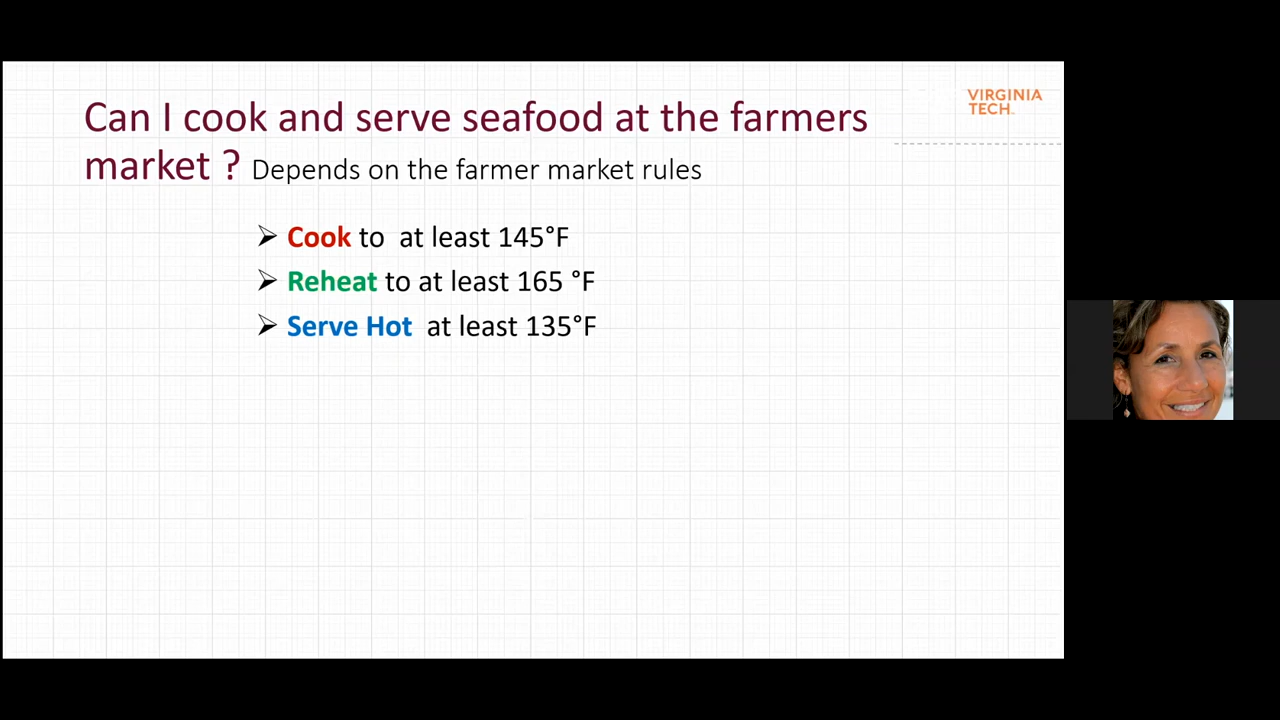 Can I cook and serve seafood at the farmers
market ? Depends on the farmer market rules
VIRGINIA
TECH
➢ Cook to at least 145°F
➢ Reheat to at least 165 °F
➢ Serve Hot at least 135°F